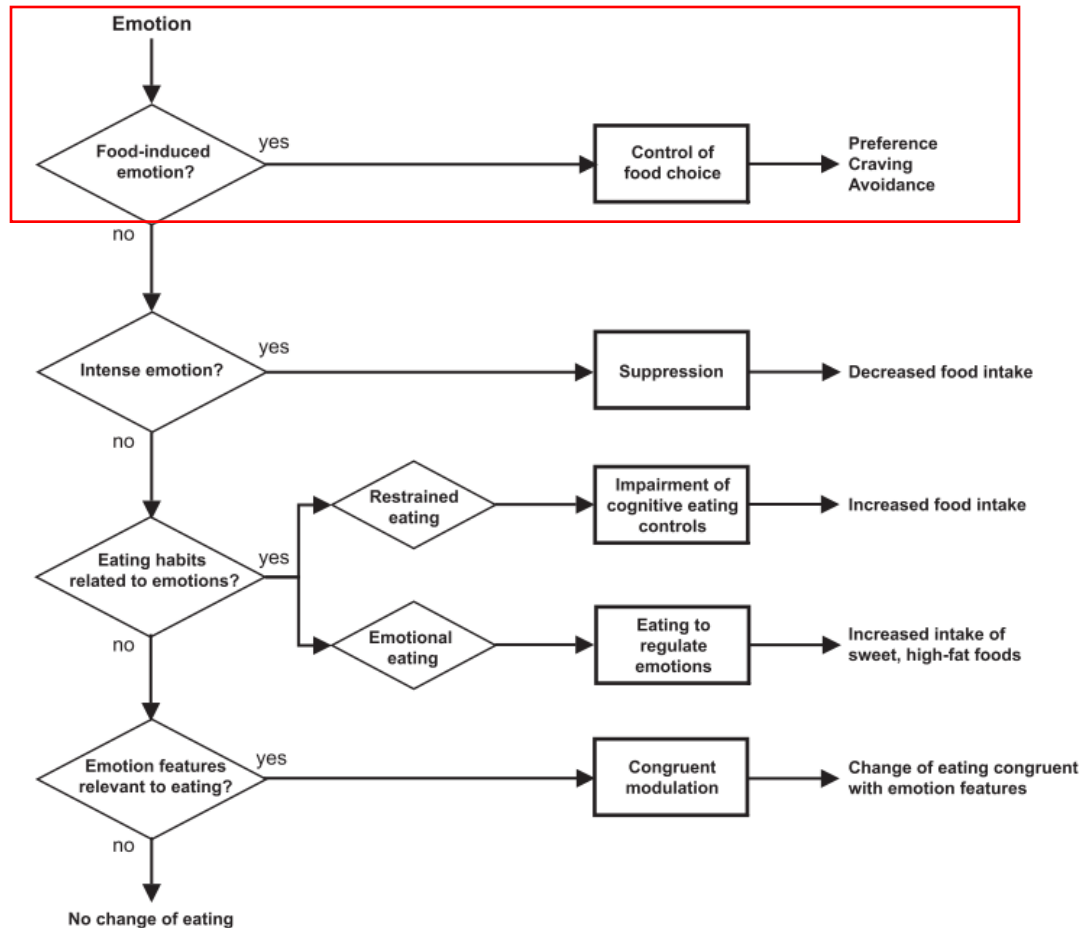 Emotion
Food-induced
emotion?
yes
Control of
food choice
Preference
Craving
Avoidance
no
Intense emotion?
yes
Suppression
Decreased food intake
no
Eating habits
related to emotions?
yes
Restrained
eating
Impairment of
cognitive eating
controls
Increased food intake
Emotional
eating
Eating to
regulate
emotions
Increased intake of
sweet, high-fat foods
no
Emotion features
relevant to eating?
yes
Congruent
modulation
Change of eating congruent
with emotion features
no
No change of eating